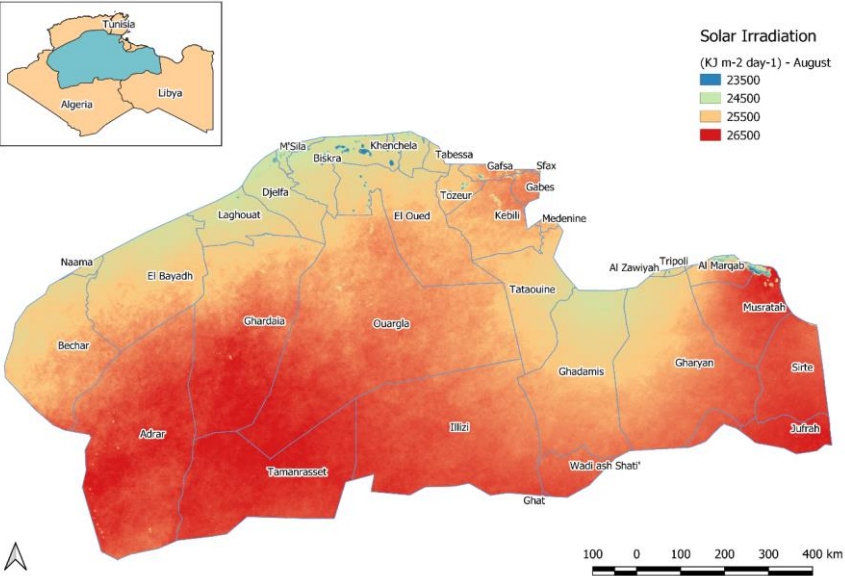 Tunisia
Algeria
Libya
Solar Irradiation
(KJ m-2 day-1) - August
23500
24500
25500
26500
M'Sila
Khenchela
Biskra
Tabessa
Gafsa
Sfax
Djelfa
Tozeur
Gabes
Laghouat
El Oued
Kebili
Medenine
Naama
El Bayadh
Al Zawiyah
Tripoli
Al Marqab
Tataouine
Musratah
Ghardaia
Ouargla
Bechar
Ghadamis
Gharyan
Sirte
Adrar
Illizi
Jufrah
Tamanrasset
Wadi ash Shati'
Ghat
100 0 100 200 300 400 km